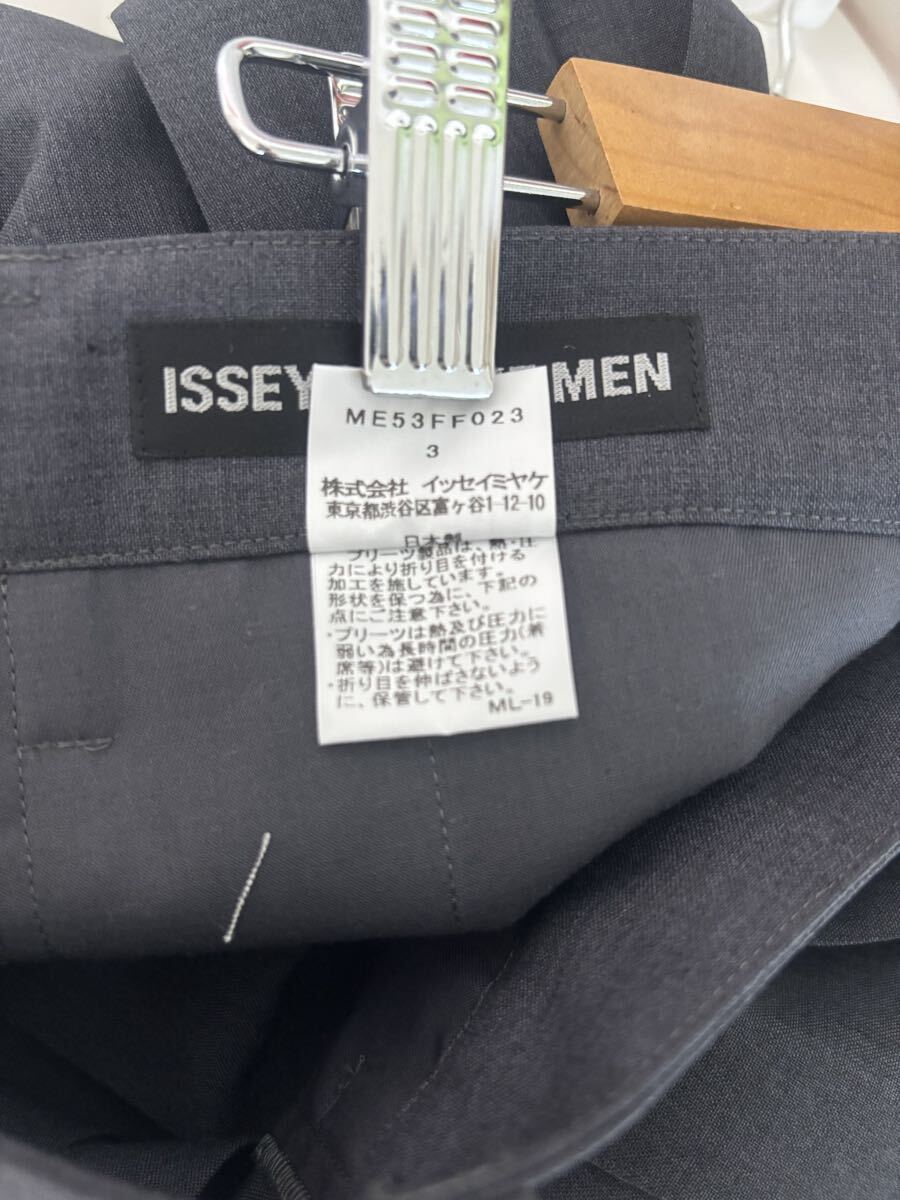 ISSEY MEN
ME53FF023
3
株式会社 イッセイミヤケ
東京都渋谷区富ヶ谷1-12-10
日本製
プリーツ製品は、熱・圧
力により折り目を付ける
加工を施しています。
形状を保つ為に、下記の
点にご注意下さい。
・プリーツは熱及び圧力に
弱い為長時間の圧力(着
席等)は避けて下さい。
・折り目を伸ばさないよう
に、保管して下さい。
ML-19